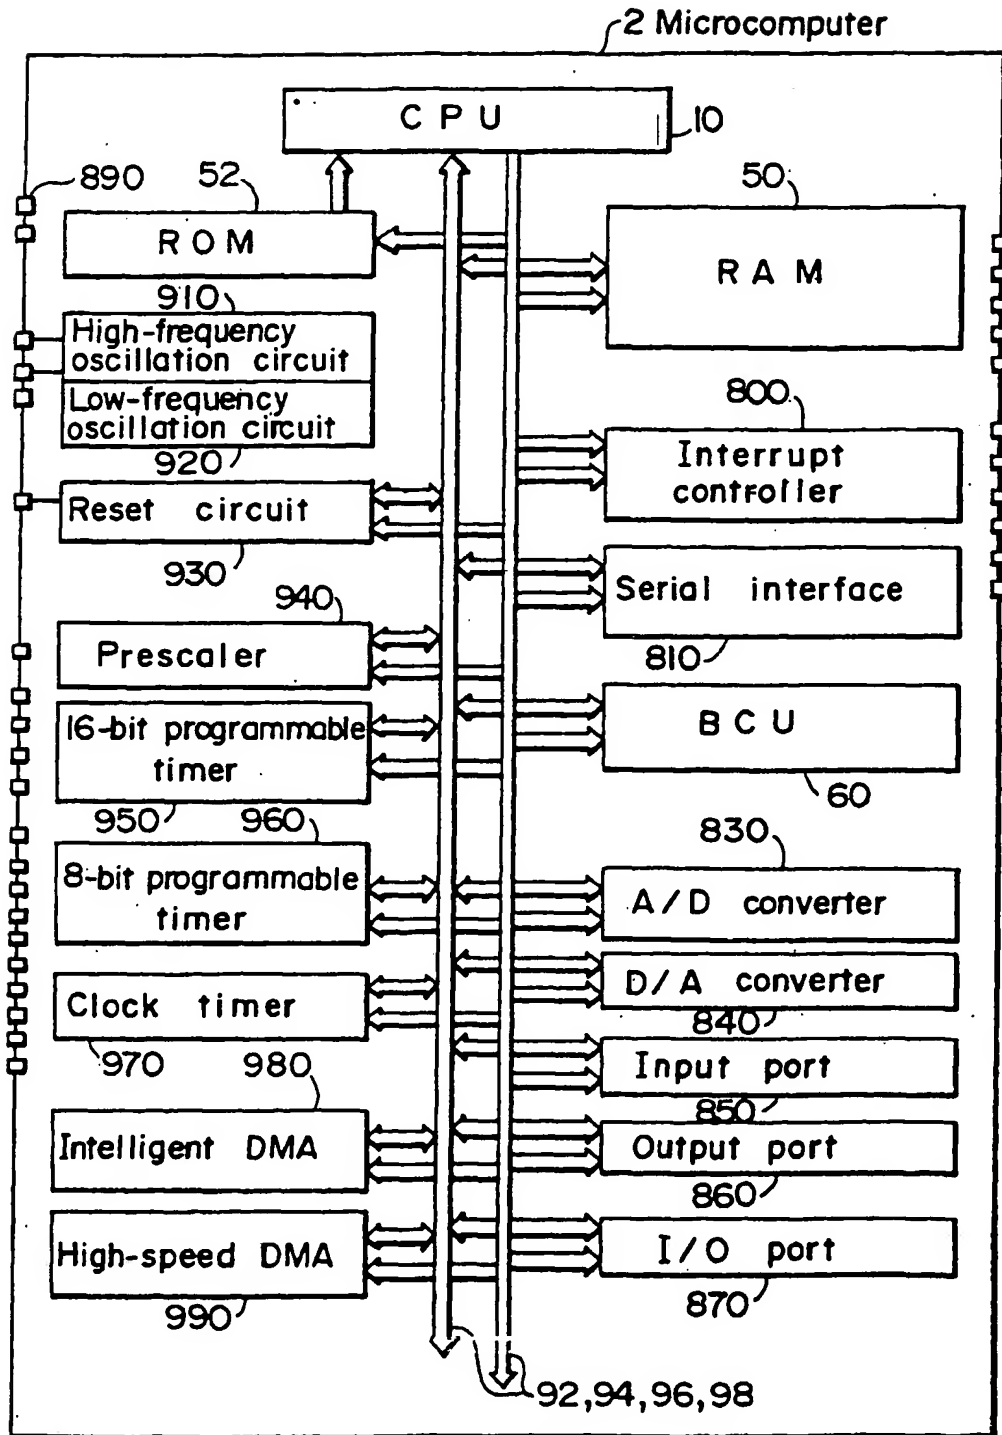 2 Microcomputer
CPU
10
890
52
ROM
50
RAM
910
High-frequency
oscillation circuit
Low-frequency
oscillation circuit
920
800
Interrupt
controller
Reset circuit
930
Serial interface
810
940
Prescaler
16-bit programmable
timer
950
BCU
60
960
8-bit programmable
timer
830
A/D converter
D/A converter
840
Clock timer
970
Input port
850
980
Intelligent DMA
Output port
860
High-speed DMA
990
I/O port
870
92, 94, 96, 98